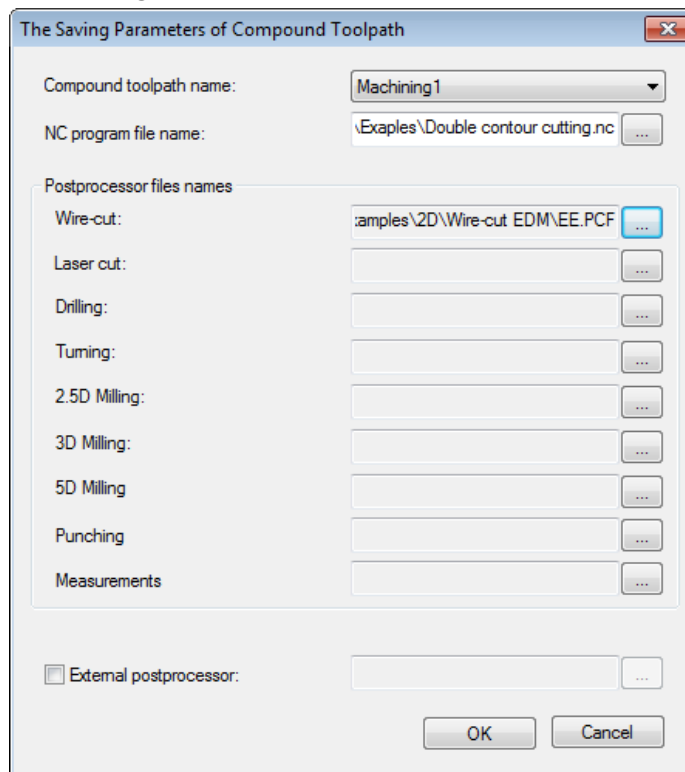 The Saving Parameters of Compound Toolpath
Compound toolpath name: Machining1
NC program file name: \Exaples\Double contour cutting.nc ...
Postprocessor files names
Wire-cut: :amples\2D\Wire-cut EDM\EE.PCF ...
Laser cut: ...
Drilling: ...
Turning: ...
2.5D Milling: ...
3D Milling: ...
5D Milling ...
Punching ...
Measurements ...
External postprocessor: ...
OK Cancel